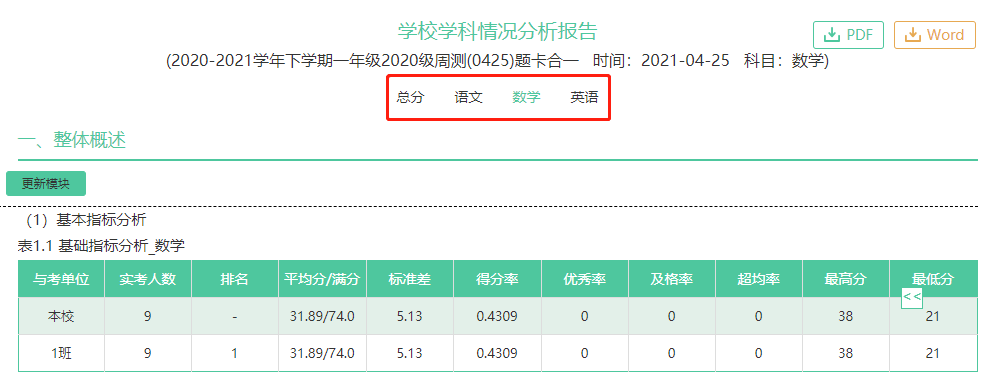 学校学科情况分析报告
PDF Word
(2020-2021学年下学期一年级2020级周测(0425)题卡合一 时间：2021-04-25 科目：数学)
总分 语文 数学 英语
一、整体概述
更新模块
（1）基本指标分析
表1.1 基础指标分析_数学
与考单位 实考人数 排名 平均分/满分 标准差 得分率 优秀率 及格率 超均率 最高分 最低分
<<
本校 9 - 31.89/74.0 5.13 0.4309 0 0 0 38 21
1班 9 1 31.89/74.0 5.13 0.4309 0 0 0 38 21